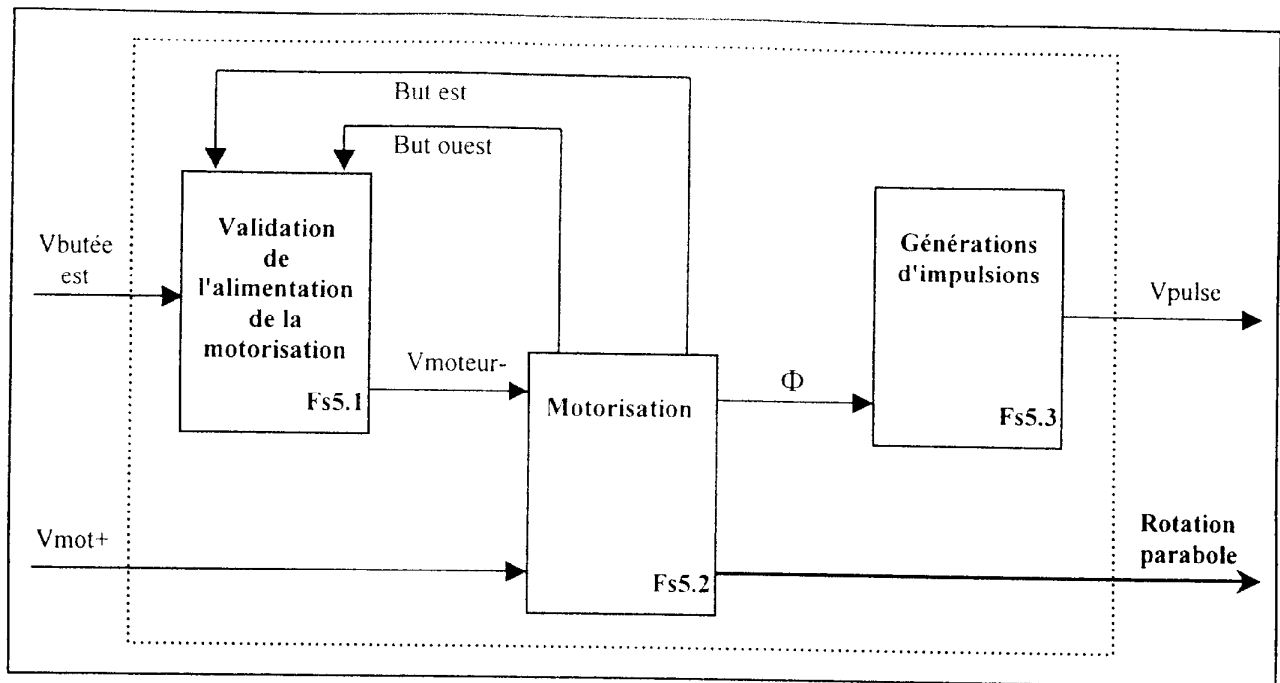 But est
But ouest
Vbutée
est
Validation
de
l'alimentation
de la
motorisation
Fs5.1
Vmoteur-
Motorisation
Fs5.2
Φ
Générations
d'impulsions
Fs5.3
Vpulse
Vmot+
Rotation
parabole